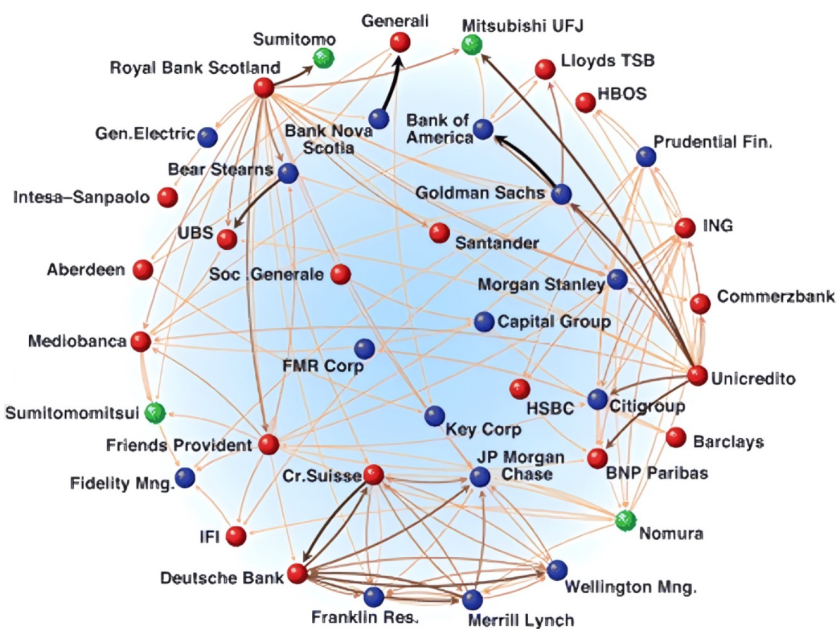 Generali
Mitsubishi UFJ
Sumitomo
Lloyds TSB
Royal Bank Scotland
HBOS
Gen.Electric
Bank Nova
Scotia
Bank of
America
Prudential Fin.
Bear Stearns
Intesa–Sanpaolo
Goldman Sachs
UBS
Santander
ING
Aberdeen
Soc.Generale
Morgan Stanley
Commerzbank
Mediobanca
Capital Group
FMR Corp
Unicredito
Sumitomomitsui
HSBC
Citigroup
Key Corp
Friends Provident
Barclays
Cr.Suisse
JP Morgan
Chase
BNP Paribas
Fidelity Mng.
IFI
Nomura
Deutsche Bank
Wellington Mng.
Franklin Res.
Merrill Lynch